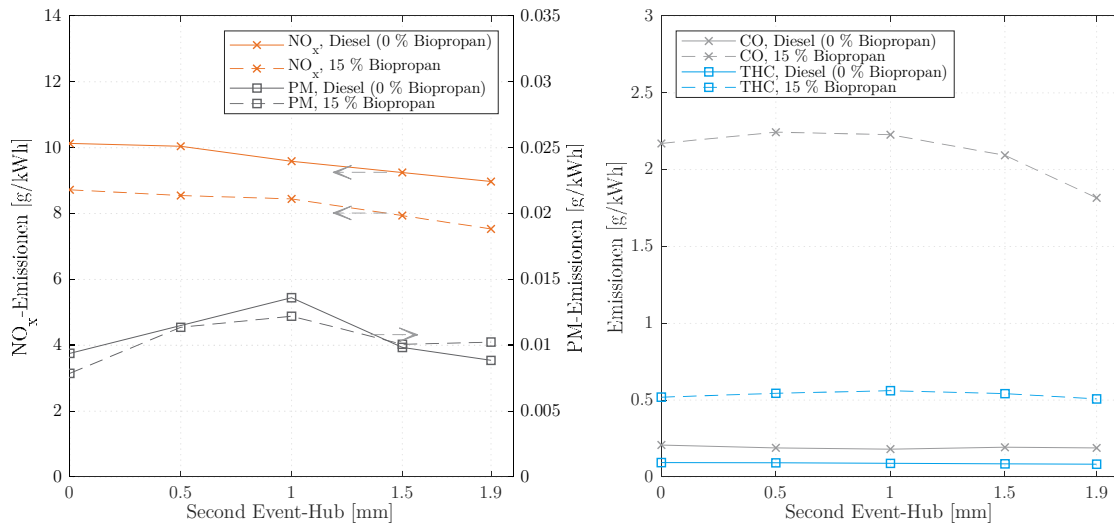 NOx-Emissionen [g/kWh]
14
12
10
8
6
4
2
0
NOx, Diesel (0 % Biopropan)
NOx, 15 % Biopropan
PM, Diesel (0 % Biopropan)
PM, 15 % Biopropan
0.035
0.030
0.025
0.020
0.015
0.010
0.005
0
PM-Emissionen [g/kWh]
0
0.5
1
1.5
1.9
Second Event-Hub [mm]
Emissionen [g/kWh]
3
2.5
2
1.5
1
0.5
0
CO, Diesel (0 % Biopropan)
CO, 15 % Biopropan
THC, Diesel (0 % Biopropan)
THC, 15 % Biopropan
0
0.5
1
1.5
1.9
Second Event-Hub [mm]